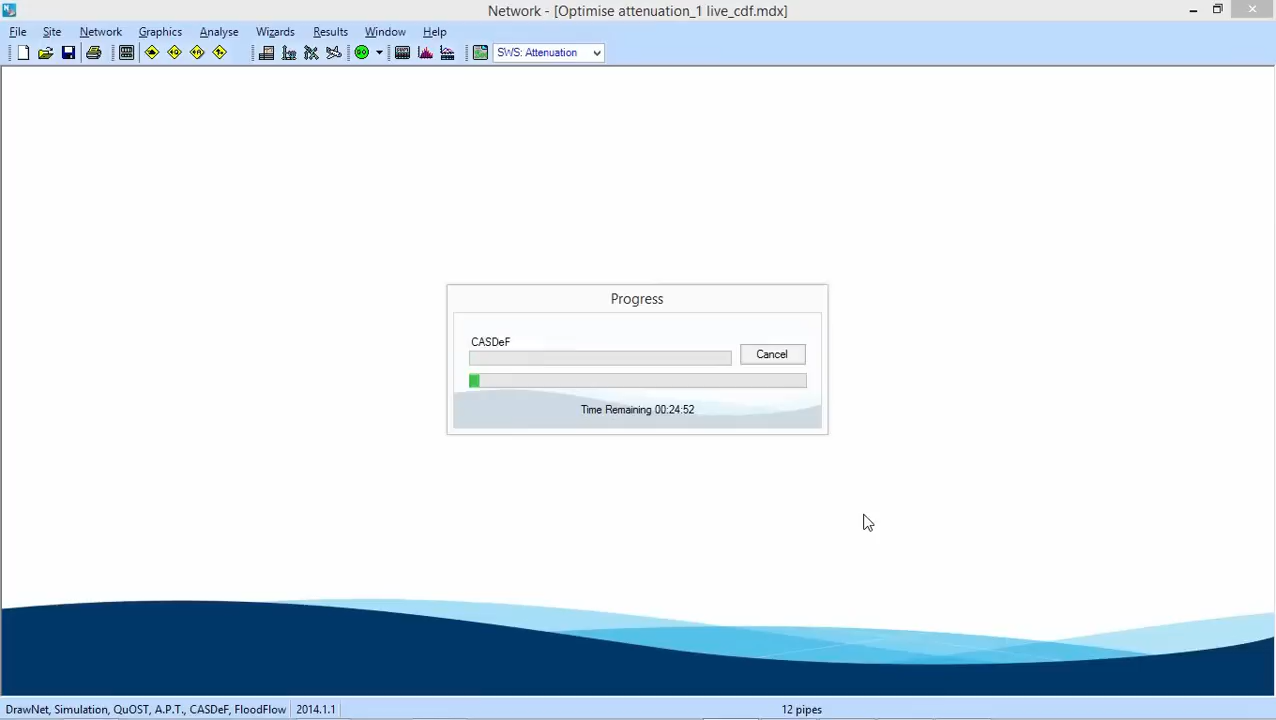 Network - [Optimise attenuation_1 live_cdf.mdx]
File Site Network Graphics Analyse Wizards Results Window Help
SWS: Attenuation
Progress
CASDeF
Cancel
Time Remaining 00:24:52
DrawNet, Simulation, QuOST, A.P.T., CASDeF, FloodFlow 2014.1.1 12 pipes